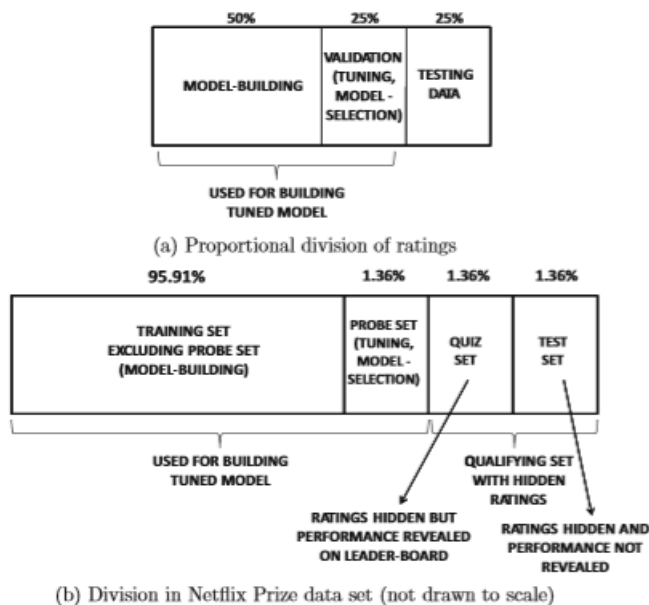 50% 25% 25%
MODEL-BUILDING
VALIDATION
(TUNING,
MODEL -
SELECTION)
TESTING
DATA
USED FOR BUILDING
TUNED MODEL
(a) Proportional division of ratings
95.91% 1.36% 1.36% 1.36%
TRAINING SET
EXCLUDING PROBE SET
(MODEL-BUILDING)
PROBE SET
(TUNING,
MODEL -
SELECTION)
QUIZ
SET
TEST
SET
USED FOR BUILDING
TUNED MODEL
QUALIFYING SET
WITH HIDDEN
RATINGS
RATINGS HIDDEN BUT
PERFORMANCE REVEALED
ON LEADER-BOARD
RATINGS HIDDEN AND
PERFORMANCE NOT
REVEALED
(b) Division in Netflix Prize data set (not drawn to scale)